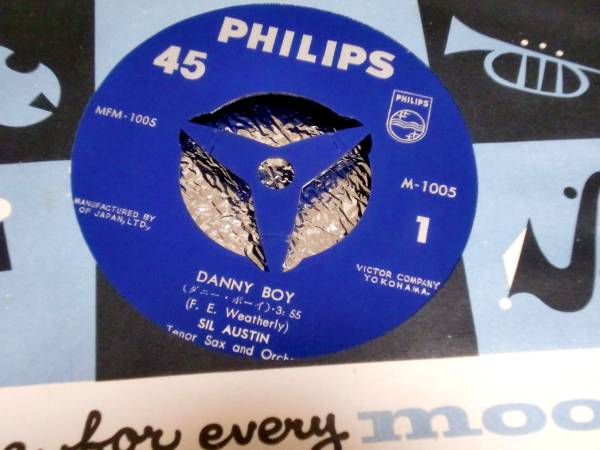 45 PHILIPS
PHILIPS
MFM-1005
M-1005
1
MANUFACTURED BY
OF JAPAN, LTD.,
VICTOR COMPANY
YOKOHAMA.
DANNY BOY
(ダニー・ボーイ)-3:55
(F. E. Weatherly)
SIL AUSTIN
Tenor Sax and Orch
for every moo